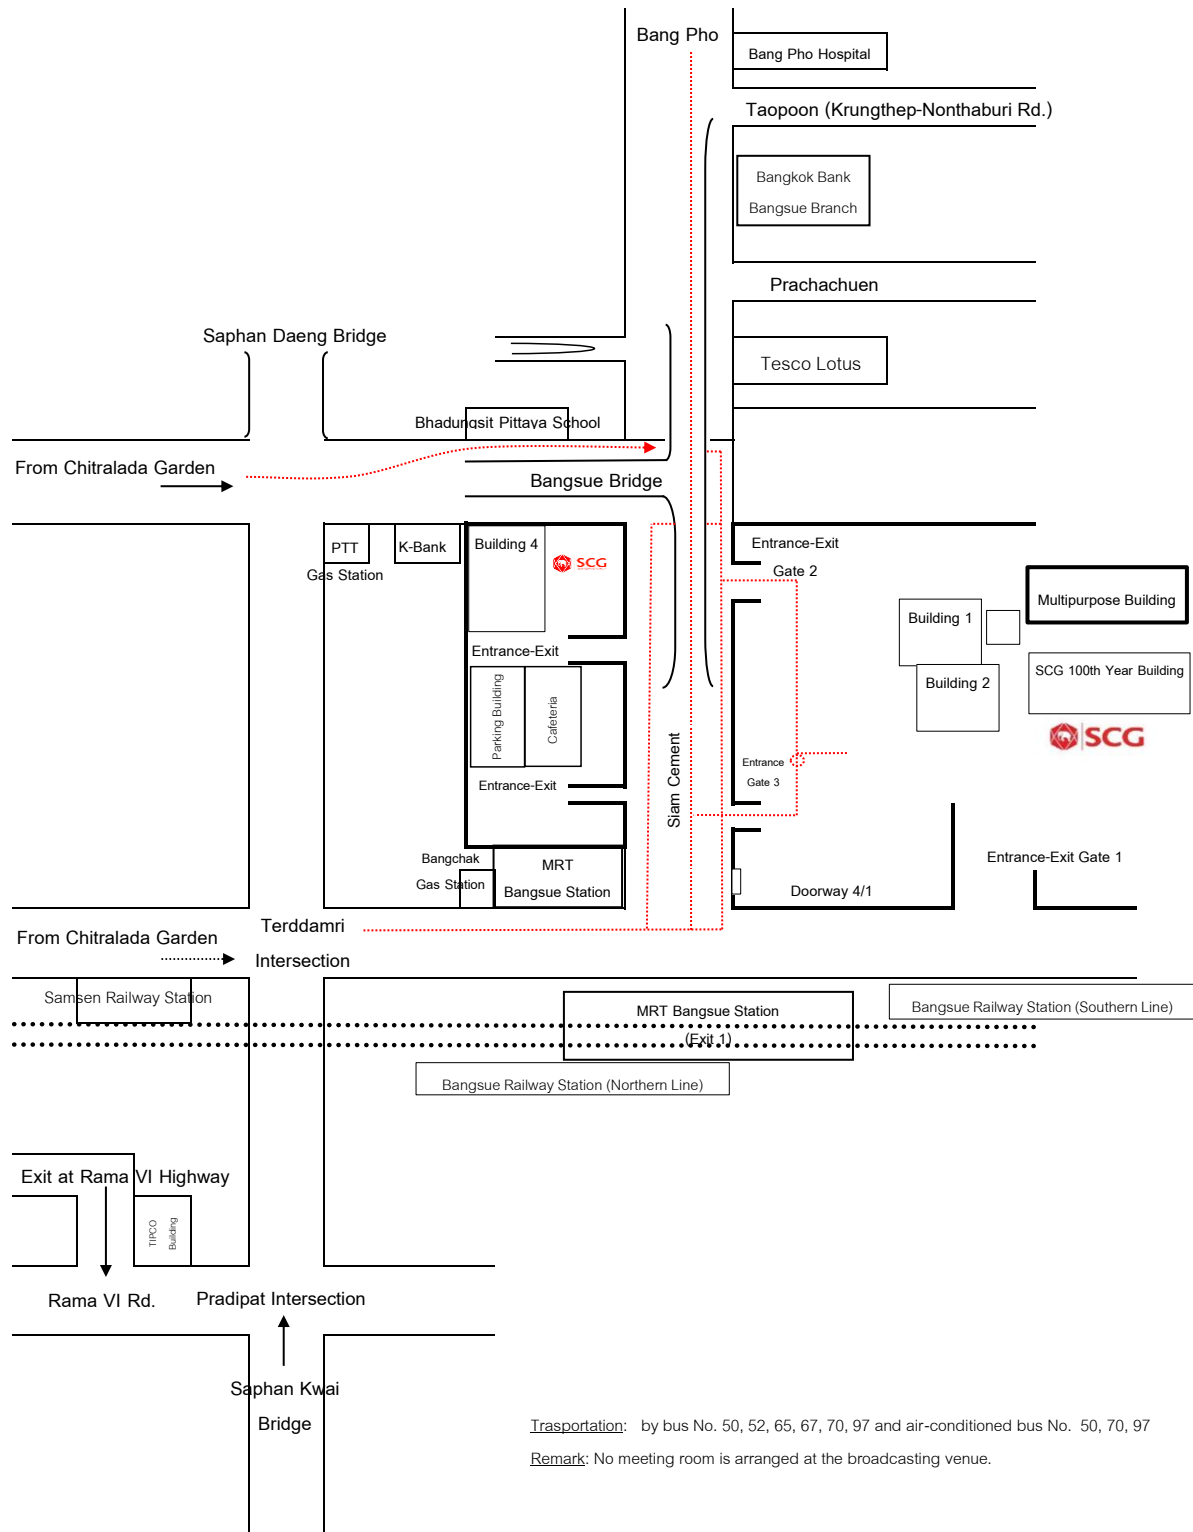 Bang Pho
Bang Pho Hospital
Taopoon (Krungthep-Nonthaburi Rd.)
Bangkok Bank
Bangsue Branch
Prachachuen
Saphan Daeng Bridge
Tesco Lotus
Bhadungsit Pittaya School
From Chitralada Garden
Bangsue Bridge
PTT
Gas Station
K-Bank
Building 4
SCG
Entrance-Exit
Gate 2
Multipurpose Building
Building 1
Building 2
SCG 100th Year Building
SCG
Entrance-Exit
Parking Building
Cafeteria
Siam Cement
Entrance
Gate 3
Entrance-Exit
Bangchak
Gas Station
MRT
Bangsue Station
Entrance-Exit Gate 1
Doorway 4/1
Terddamri
Intersection
From Chitralada Garden
Samsen Railway Station
MRT Bangsue Station
(Exit 1)
Bangsue Railway Station (Southern Line)
Bangsue Railway Station (Northern Line)
Exit at Rama VI Highway
TIPCO
Building
Rama VI Rd.
Pradipat Intersection
Saphan Kwai
Bridge
Trasportation: by bus No. 50, 52, 65, 67, 70, 97 and air-conditioned bus No. 50, 70, 97
Remark: No meeting room is arranged at the broadcasting venue.